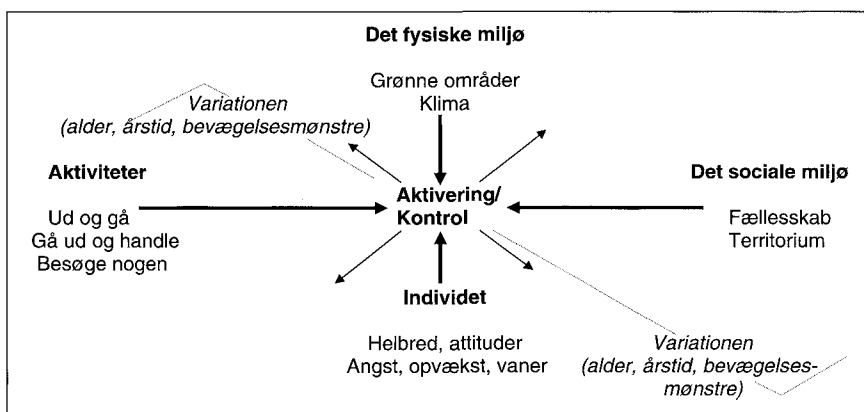 Det fysiske miljø
Grønne områder
Klima
Variationen
(alder, årstid, bevægelsesmønstre)
Aktiviteter
Ud og gå
Gå ud og handle
Besøge nogen
Aktivering/
Kontrol
Det sociale miljø
Fællesskab
Territorium
Individet
Helbred, attituder
Angst, opvækst, vaner
Variationen
(alder, årstid, bevægelses-
mønstre)